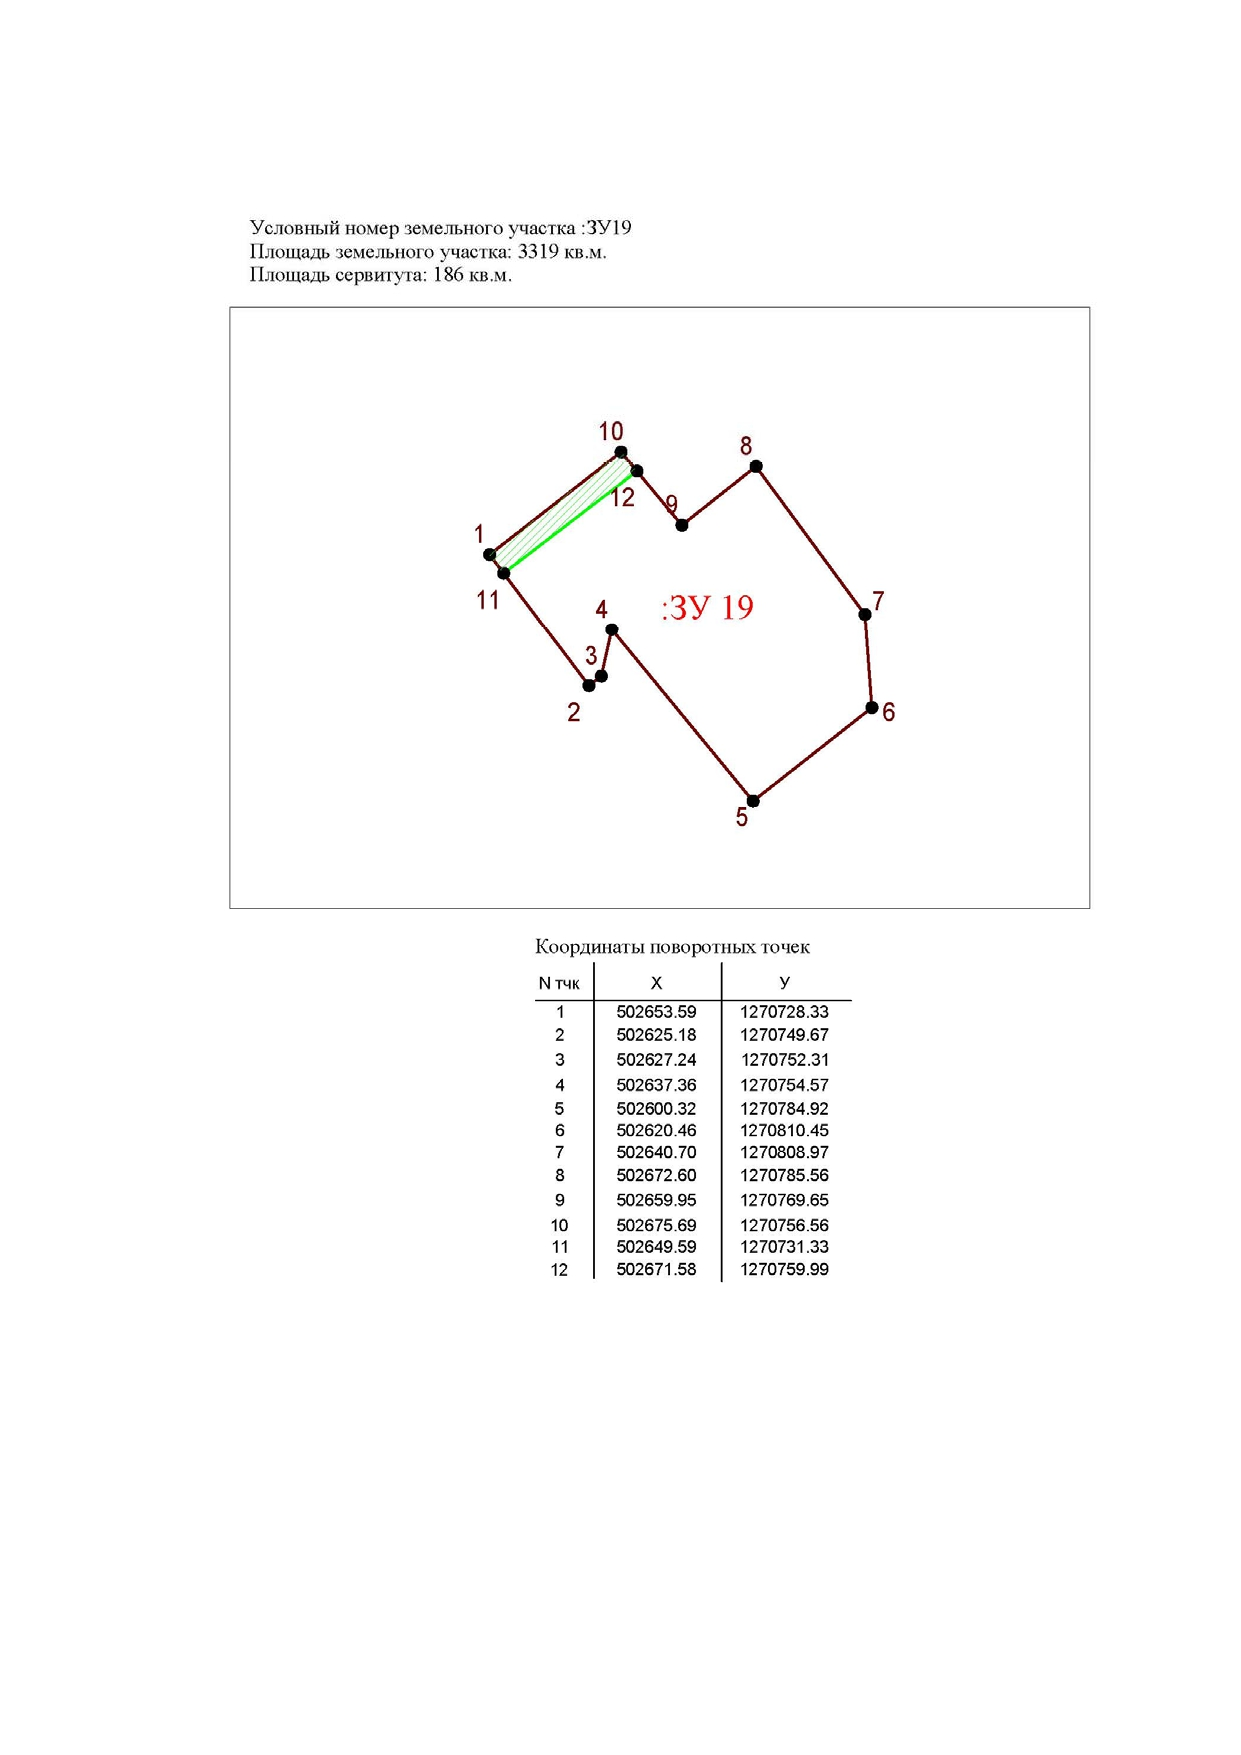 Условный номер земельного участка :ЗУ19
Площадь земельного участка: 3319 кв.м.
Площадь сервитута: 186 кв.м.
10
8
12
9
1
11
4
:ЗУ 19
7
3
2
6
5
Координаты поворотных точек
N тчк X У
1 502653.59 1270728.33
2 502625.18 1270749.67
3 502627.24 1270752.31
4 502637.36 1270754.57
5 502600.32 1270784.92
6 502620.46 1270810.45
7 502640.70 1270808.97
8 502672.60 1270785.56
9 502659.95 1270769.65
10 502675.69 1270756.56
11 502649.59 1270731.33
12 502671.58 1270759.99